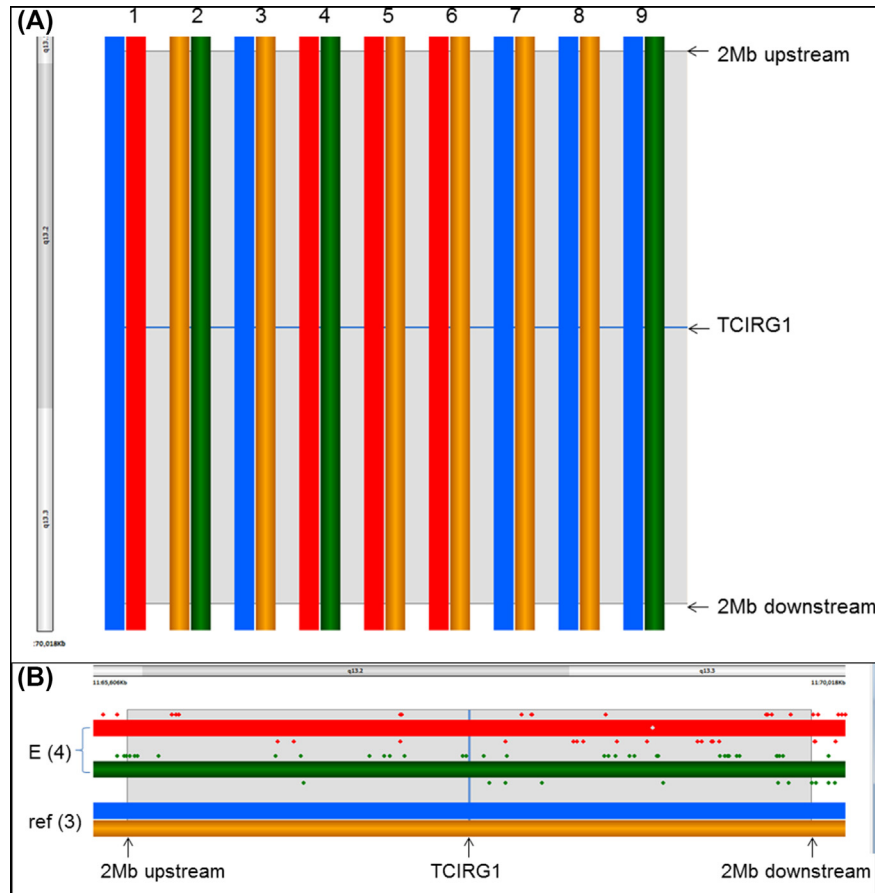 (A)
1 2 3 4 5 6 7 8 9
2Mb upstream
q13.2
TCIRG1
q13.3
2Mb downstream
:70,018Kb
(B)
q13.2 q13.3
11:65,606Kb 11:70,018Kb
E (4)
ref (3)
2Mb upstream TCIRG1 2Mb downstream